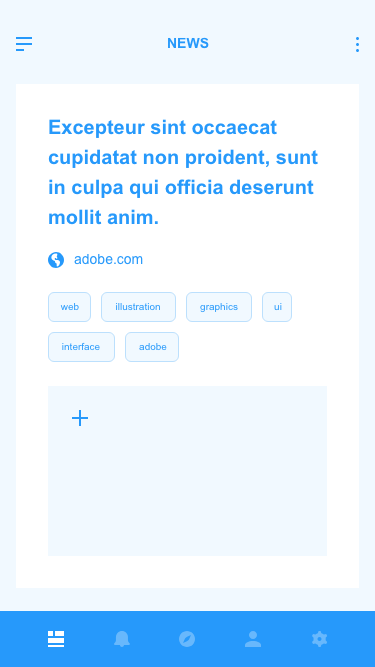 NEWS
Excepteur sint occaecat
cupidatat non proident, sunt
in culpa qui officia deserunt
mollit anim.
adobe.com
web illustration graphics ui
interface adobe